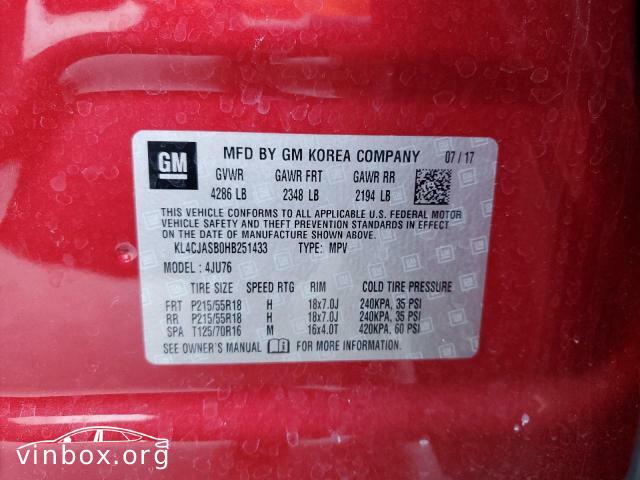 GM
MFD BY GM KOREA COMPANY 07/17
GVWR GAWR FRT GAWR RR
4286 LB 2348 LB 2194 LB
THIS VEHICLE CONFORMS TO ALL APPLICABLE U.S. FEDERAL MOTOR
VEHICLE SAFETY AND THEFT PREVENTION STANDARDS IN EFFECT
ON THE DATE OF MANUFACTURE SHOWN ABOVE.
KL4CJASB0HB251433 TYPE: MPV
MODEL: 4JU76
TIRE SIZE SPEED RTG RIM COLD TIRE PRESSURE
FRT P215/55R18 H 18x7.0J 240KPA, 35 PSI
RR P215/55R18 H 18x7.0J 240KPA, 35 PSI
SPA T125/70R16 M 16x4.0T 420KPA, 60 PSI
SEE OWNER'S MANUAL FOR MORE INFORMATION
vinbox.org